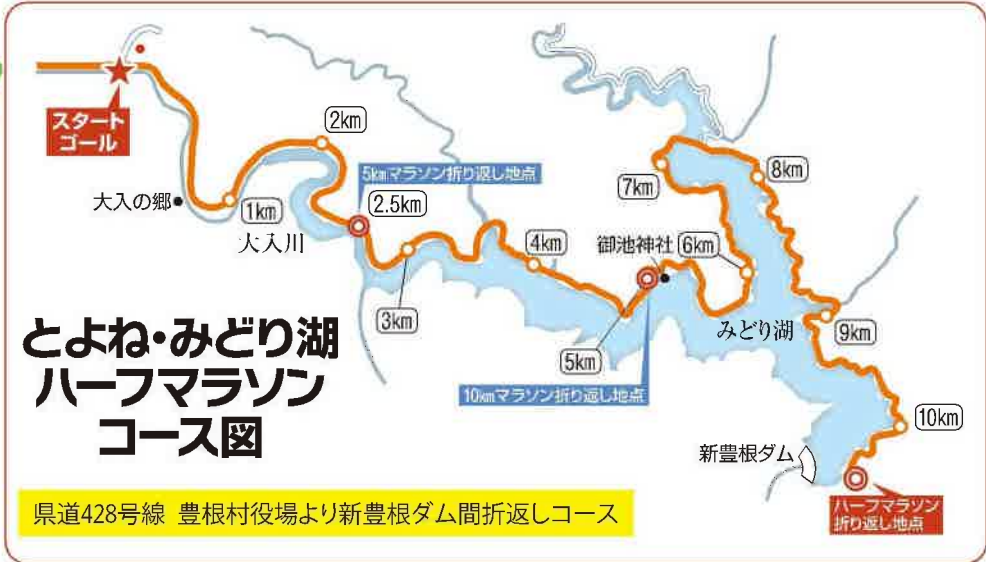 スタート
ゴール
大入の郷
1km
大入川
2km
5kmマラソン折り返し地点
2.5km
3km
4km
御池神社
5km
10kmマラソン折り返し地点
6km
7km
8km
みどり湖
9km
10km
新豊根ダム
ハーフマラソン
折り返し地点
とよね・みどり湖
ハーフマラソン
コース図
県道428号線 豊根村役場より新豊根ダム間折返しコース